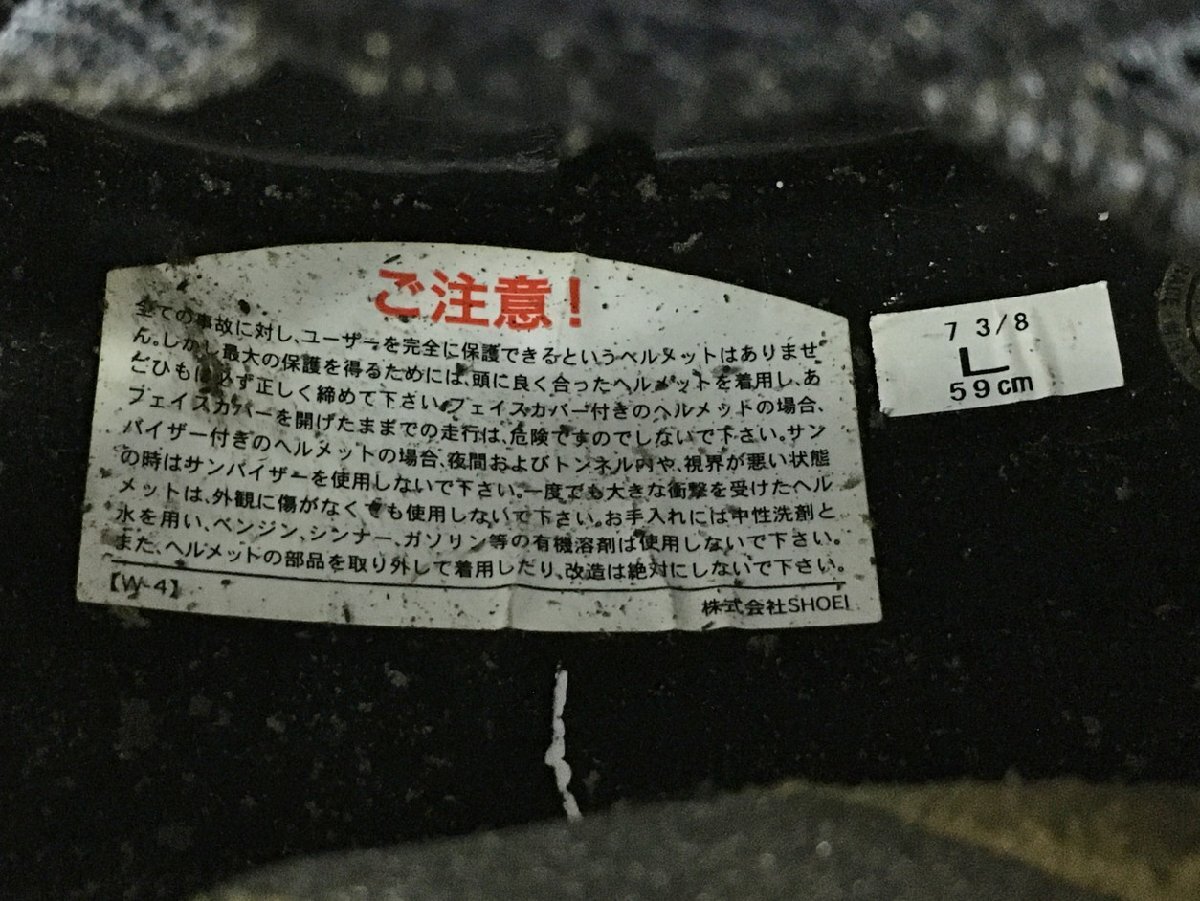 ご注意!
全ての事故に対し、ユーザーを完全に保護できるというヘルメットはありませ
ん。しかし最大の保護を得るためには、頭に良く合ったヘルメットを着用し、あ
ごひもは必ず正しく締めて下さい。フェイスカバー付きのヘルメットの場合、
フェイスカバーを開げたままでの走行は、危険ですのでしないで下さい。サン
バイザー付きのヘルメットの場合、夜間およびトンネル内や、視界が悪い状態
の時はサンバイザーを使用しないで下さい。一度でも大きな衝撃を受けたヘル
メットは、外観に傷がなくても使用しないで下さい。お手入れには中性洗剤と
水を用い、ベンジン、シンナー、ガソリン等の有機溶剤は使用しないで下さい。
また、ヘルメットの部品を取り外して着用したり、改造は絶対にしないで下さい。
【W-4】 株式会社SHOEI
7 3/8
L
59cm